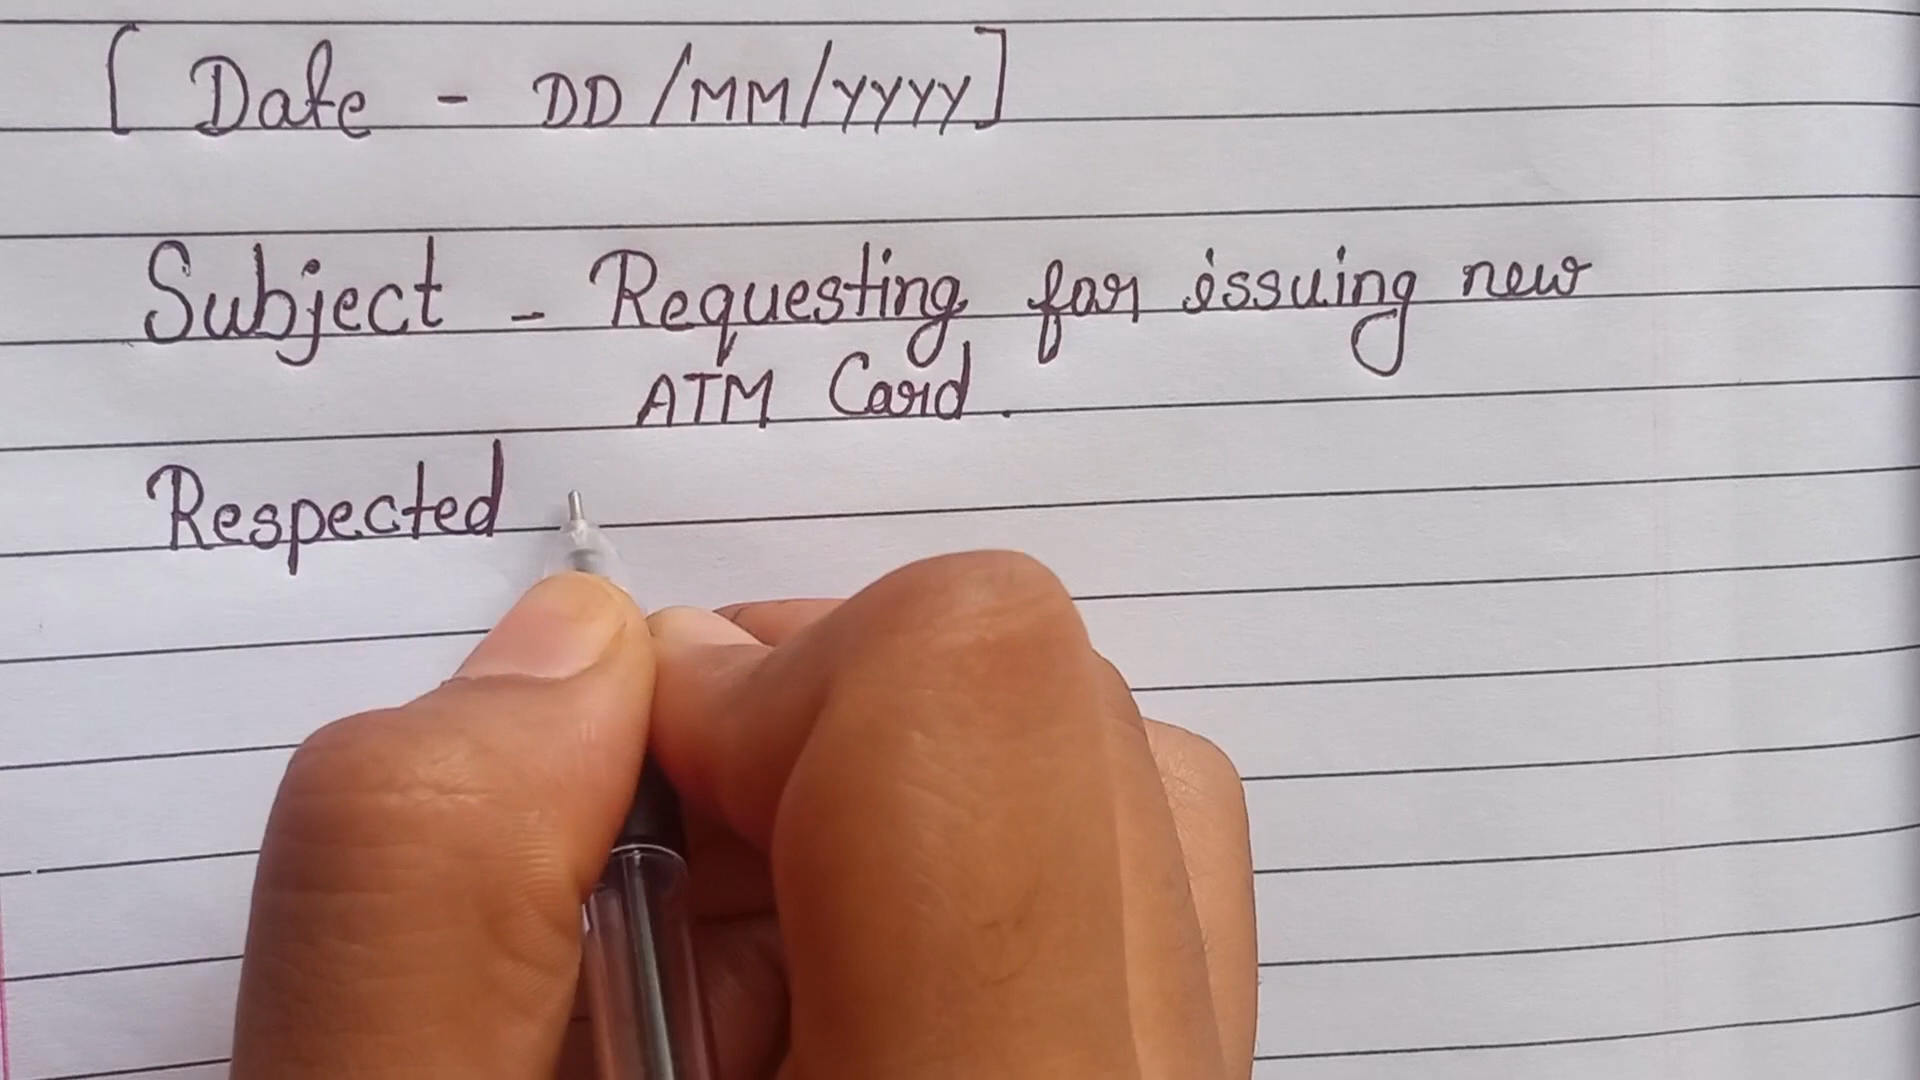 [ Date - DD/MM/YYYY]
Subject - Requesting for issuing new
ATM Card.
Respected